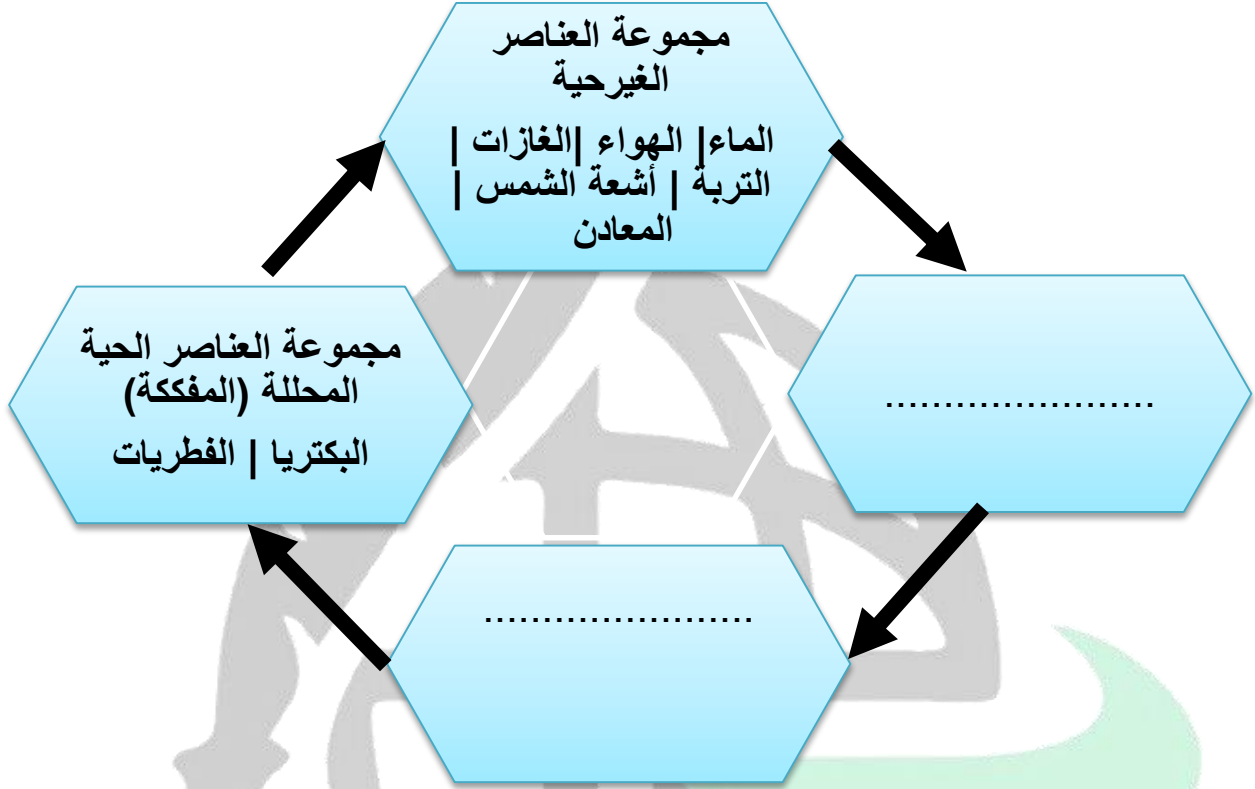 مجموعة العناصر
الغيرحية
الماء| الهواء |الغازات |
التربة | أشعة الشمس |
المعادن
.......................
.......................
مجموعة العناصر الحية
المحللة (المفككة)
البكتريا | الفطريات